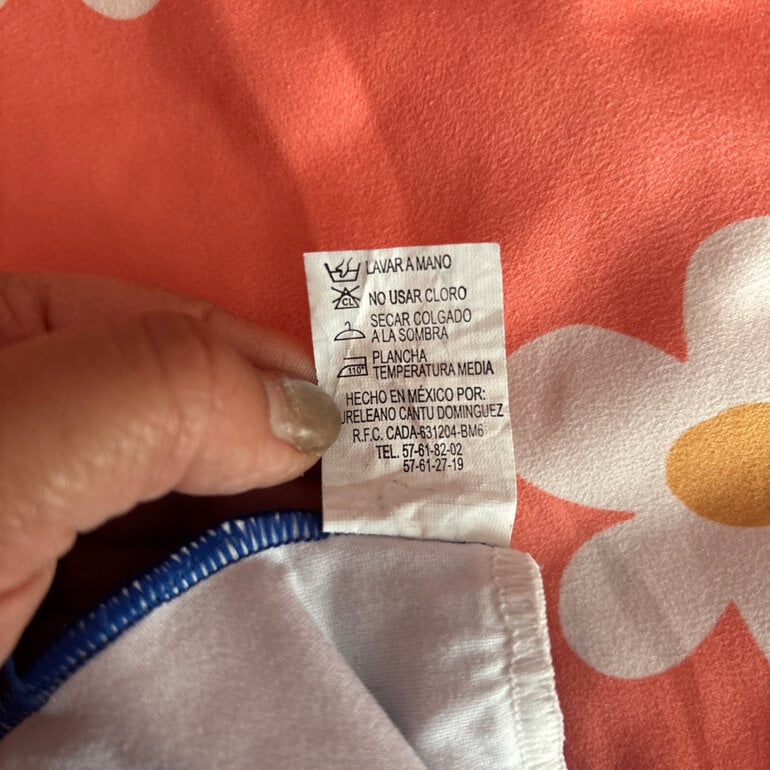 LAVAR A MANO
CL
NO USAR CLORO
SECAR COLGADO
A LA SOMBRA
110°
PLANCHA
TEMPERATURA MEDIA
HECHO EN MÉXICO POR:
CANTU DOMINGUEZ
R.F.C. CADA-631204-BM6
TEL. 57-61-82-02
57-61-27-19